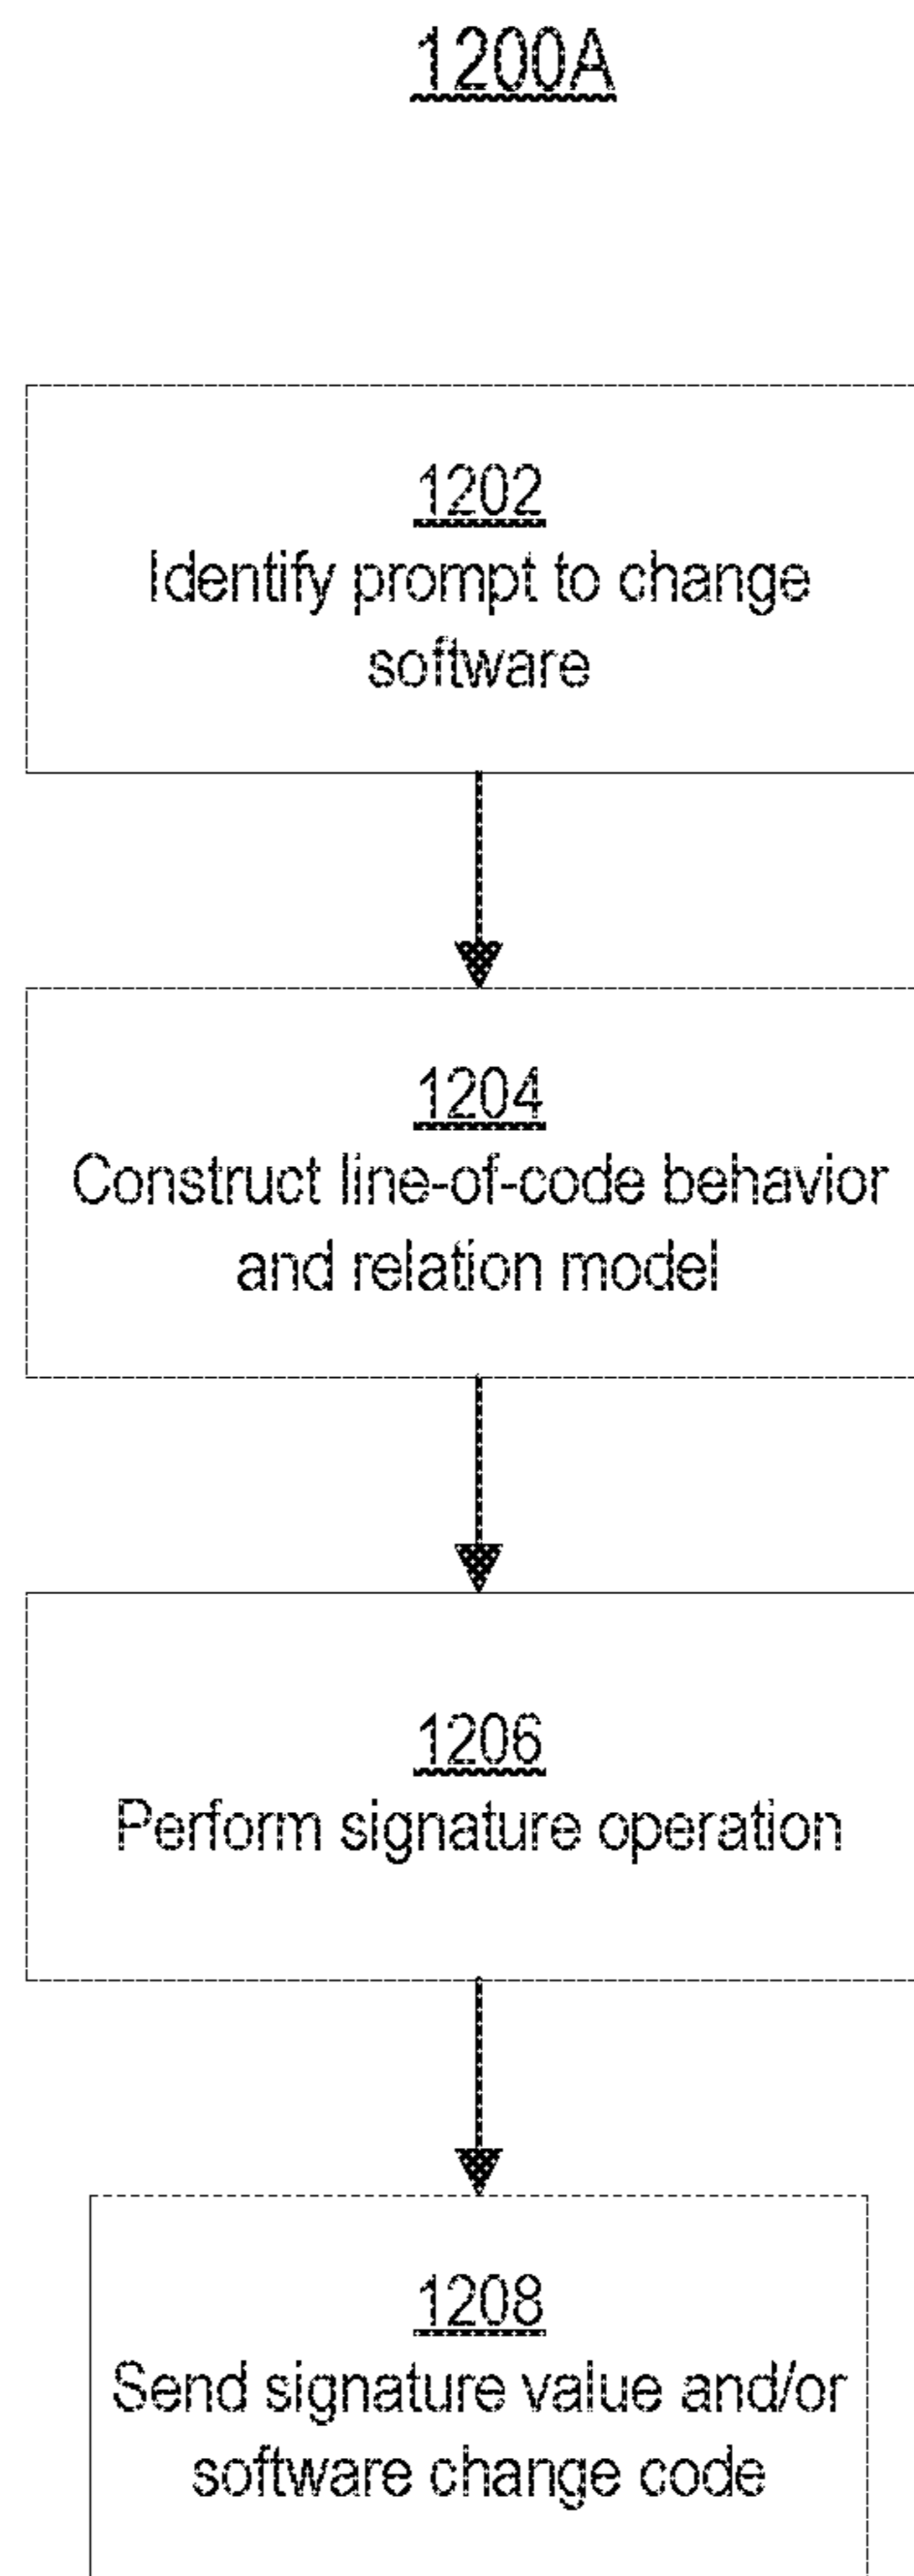 1200A
1202
Identify prompt to change
software
1204
Construct line-of-code behavior
and relation model
1206
Perform signature operation
1208
Send signature value and/or
software change code